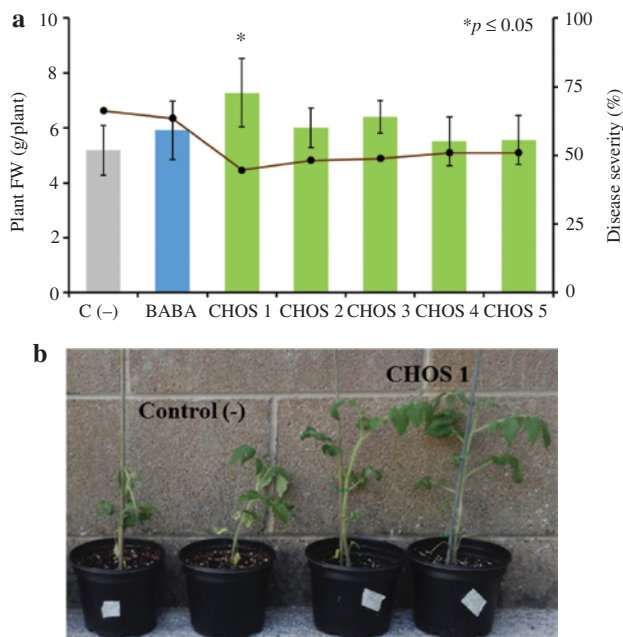 a
*p ≤ 0.05
*
10
8
6
4
2
0
Plant FW (g/plant)
100
75
50
25
0
Disease severity (%)
C (–) BABA CHOS 1 CHOS 2 CHOS 3 CHOS 4 CHOS 5
b
Control (-)
CHOS 1